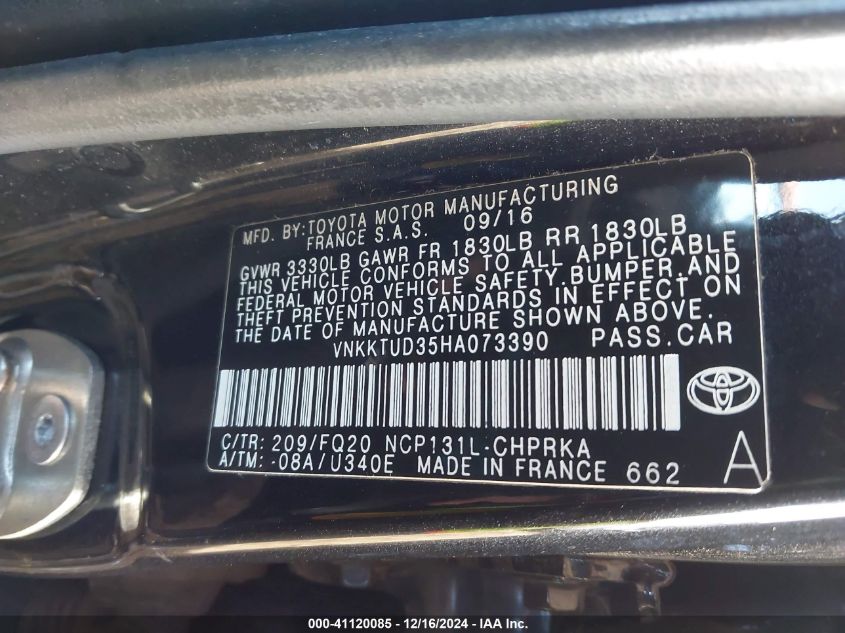 MFD. BY:TOYOTA MOTOR MANUFACTURING
FRANCE S.A.S. 09/16
GVWR 3330LB GAWR FR 1830LB RR 1830LB
THIS VEHICLE CONFORMS TO ALL APPLICABLE
FEDERAL MOTOR VEHICLE SAFETY,BUMPER,AND
THEFT PREVENTION STANDARDS IN EFFECT ON
THE DATE OF MANUFACTURE SHOWN ABOVE.
VNKKTUD35HA073390 PASS.CAR
C/TR: 209/FQ20 NCP131L-CHPRKA
A/TM: -08A/U340E MADE IN FRANCE 662 A
000-41120085 - 12/16/2024 - IAA Inc.